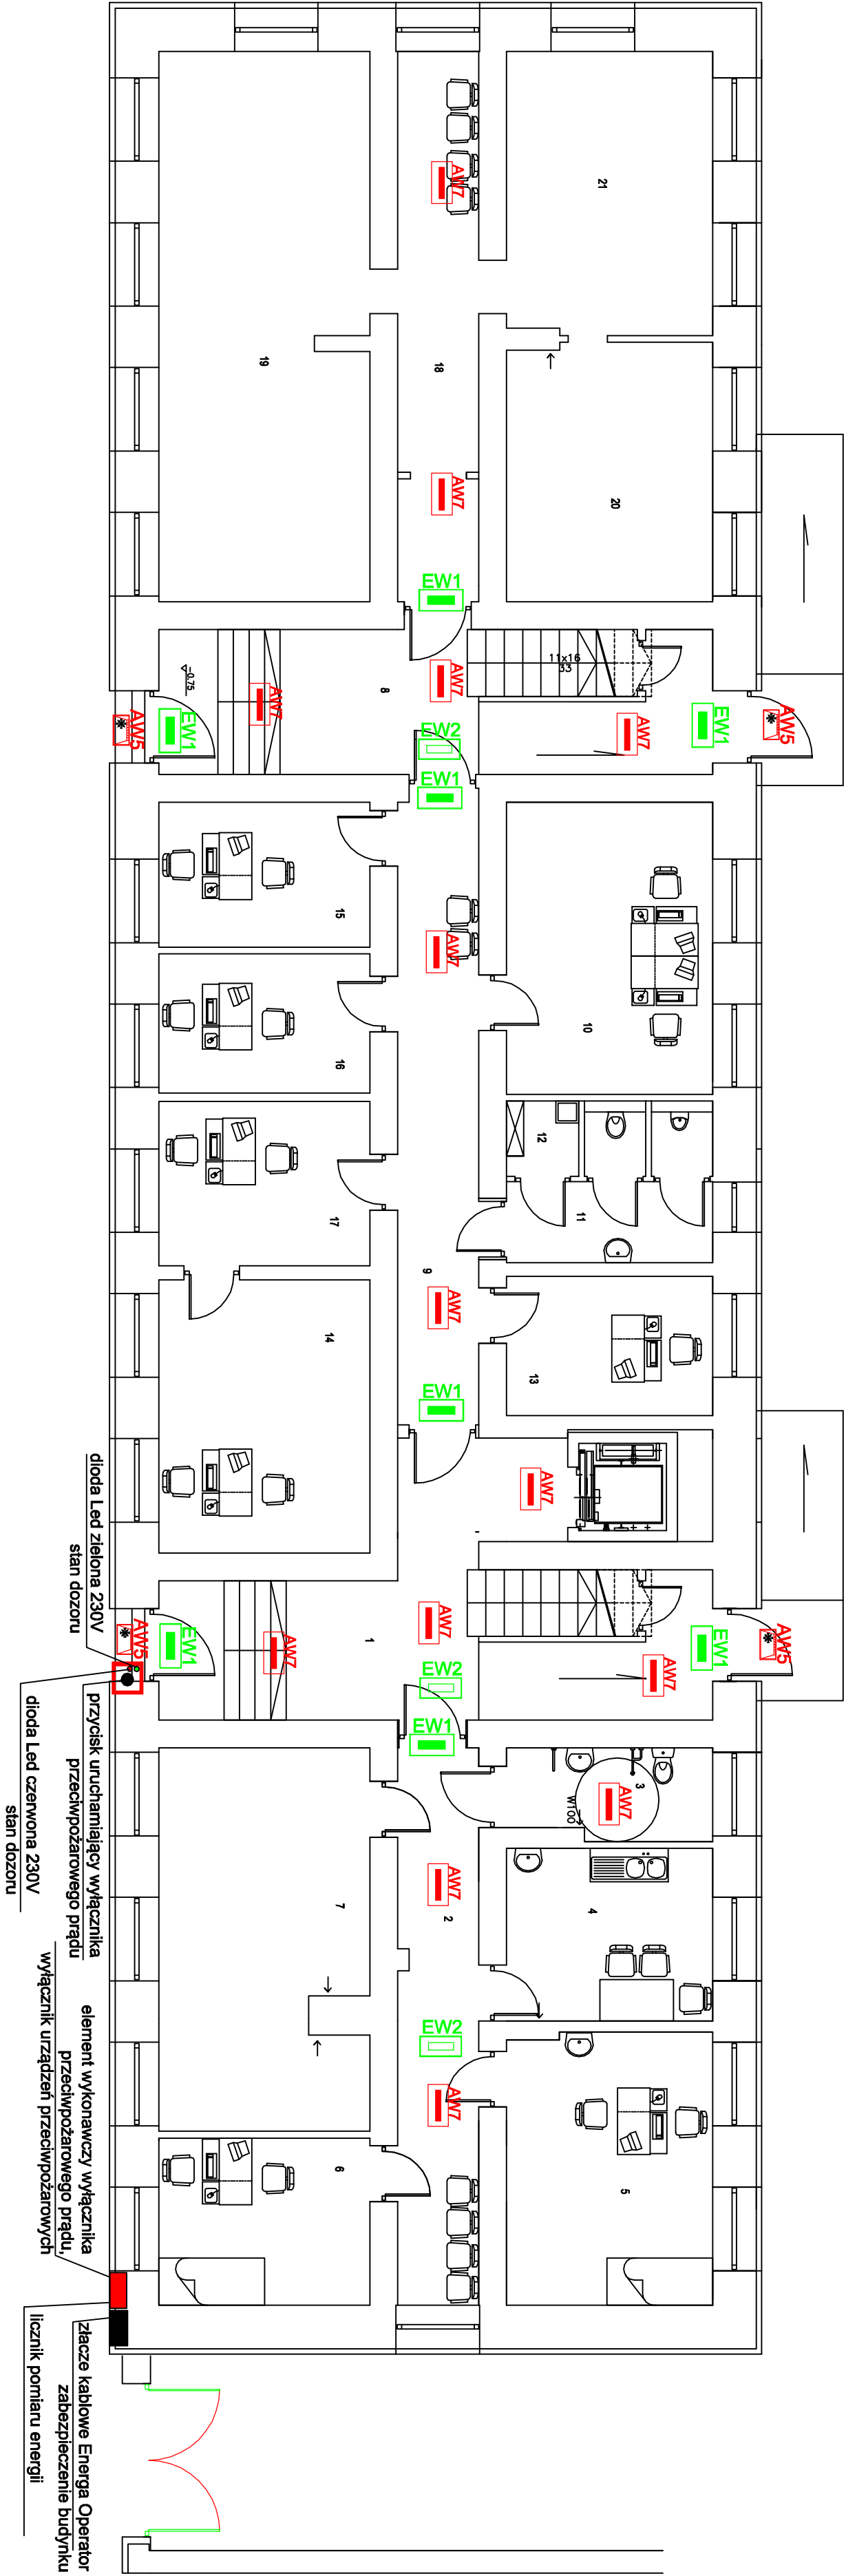 AW7
21
19
18
AW7
20
EW1
11x16
33
-0.75
AW7
8
AW7
AW7
EW1
AW5
EW2
EW1
AW5
EW1
15
AW7
16
10
12
17
11
9
AW7
14
13
EW1
AW7
dioda Led zielona 230V
stan dozoru
1
AW7
AW7
EW1
AW5
EW2
EW1
AW5
AW7
EW1
przycisk uruchamiający wyłącznika
przeciwpożarowego prądu
dioda Led czerwona 230V
stan dozoru
3
AW7
W100
AW7
2
7
4
EW2
AW7
6
5
element wykonawczy wyłącznika
przeciwpożarowego prądu,
wyłącznik urządzeń przeciwpożarowych
złacze kablowe Energa Operator
zabezpieczenie budynku
licznik pomiaru energii